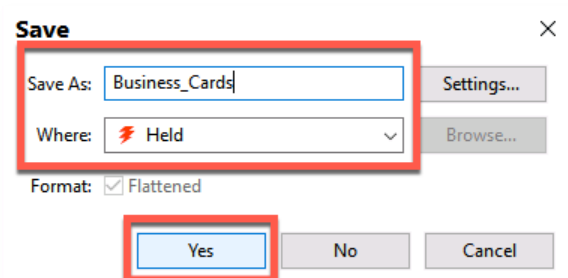 Save
Save As: Business_Cards Settings...
Where: Held Browse...
Format: Flattened
Yes No Cancel